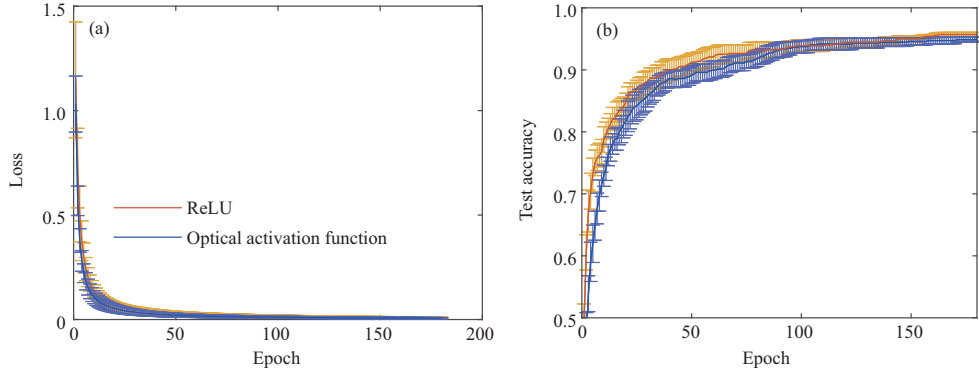 (a)
1.5
1.0
0.5
0
Loss
ReLU
Optical activation function
0 50 100 150 200
Epoch
(b)
1.0
0.9
0.8
0.7
0.6
0.5
Test accuracy
0 50 100 150
Epoch